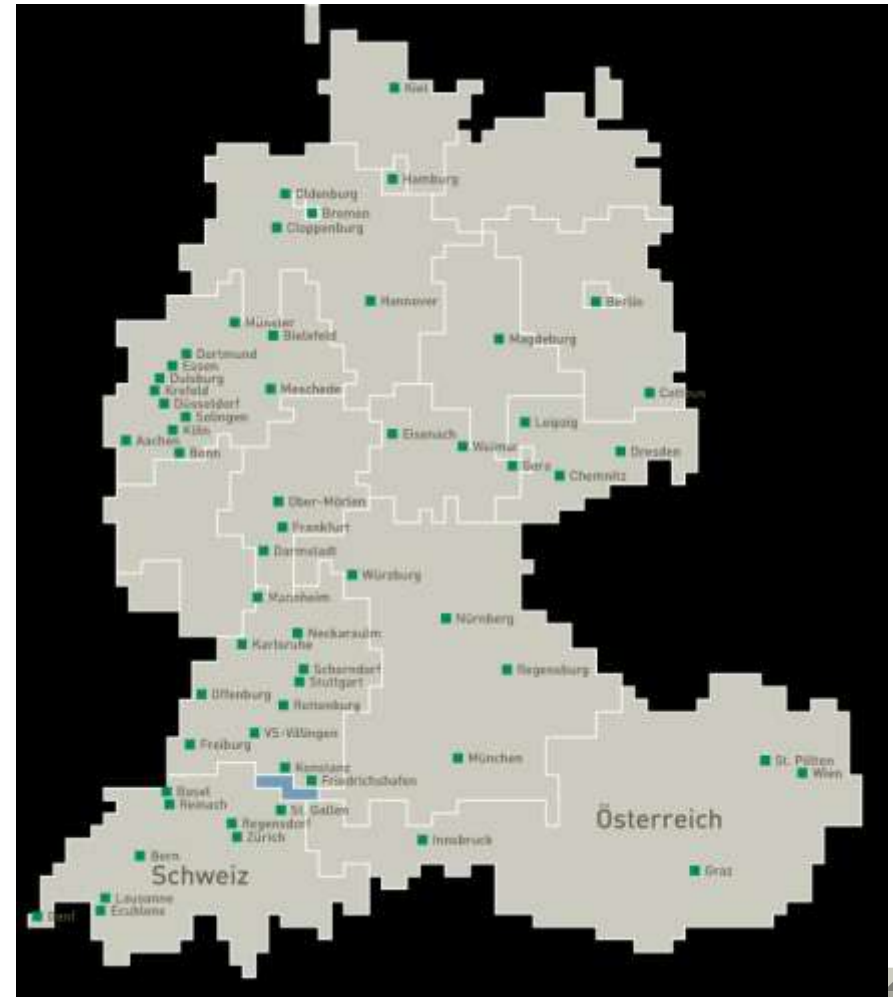 Kiel
Hamburg
Oldenburg
Bremen
Cloppenburg
Hannover
Berlin
Münster
Bielefeld
Magdeburg
Dortmund
Essen
Duisburg
Krefeld
Meschede
Cottbus
Düsseldorf
Solingen
Leipzig
Köln
Eisenach
Aachen
Weimar
Bonn
Dresden
Gera
Chemnitz
Ober-Mörlen
Frankfurt
Darmstadt
Würzburg
Mannheim
Nürnberg
Neckarsulm
Karlsruhe
Schorndorf
Regensburg
Stuttgart
Offenburg
Rottenburg
VS-Villingen
Freiburg
München
St. Pölten
Konstanz
Wien
Friedrichshafen
Basel
Reinach
St. Gallen
Regensdorf
Österreich
Zürich
Innsbruck
Bern
Schweiz
Graz
Lausanne
Ecublens
Genf